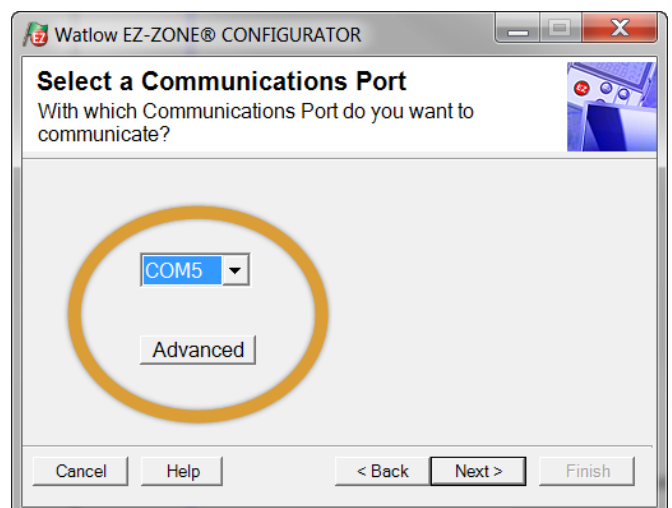 Watlow EZ-ZONE® CONFIGURATOR
Select a Communications Port
With which Communications Port do you want to
communicate?
EZ
COM5
Advanced
Cancel Help < Back Next > Finish